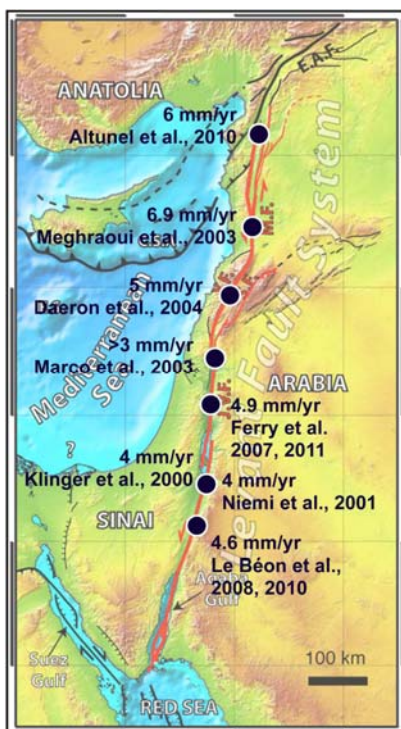 ANATOLIA
E.A.F.
6 mm/yr
Altunel et al., 2010
6.9 mm/yr
Meghraoui et al., 2003
M.F.
5 mm/yr
Daeron et al., 2004
>3 mm/yr
Marco et al., 2003
Mediterranean
Sea
Levant Fault System
ARABIA
J.V.F.
4.9 mm/yr
Ferry et al.
2007, 2011
?
4 mm/yr
Klinger et al., 2000
4 mm/yr
Niemi et al., 2001
SINAI
4.6 mm/yr
Le Béon et al.,
2008, 2010
Aqaba
Gulf
Suez
Gulf
100 km
RED SEA